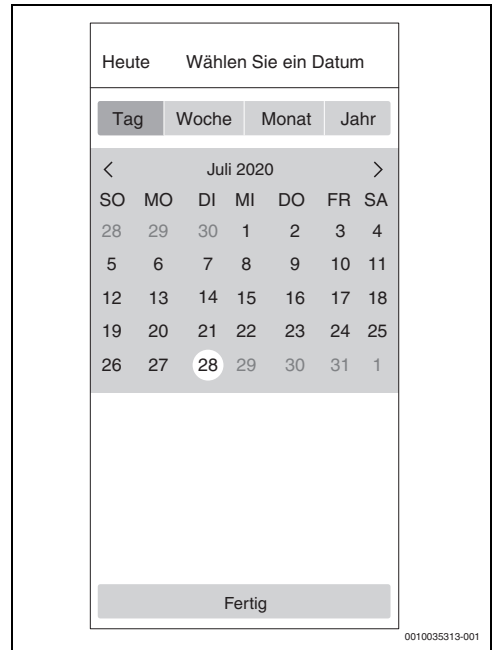 Heute Wählen Sie ein Datum
Tag Woche Monat Jahr
< Juli 2020 >
SO MO DI MI DO FR SA
28 29 30 1 2 3 4
5 6 7 8 9 10 11
12 13 14 15 16 17 18
19 20 21 22 23 24 25
26 27 28 29 30 31 1
Fertig
0010035313-001